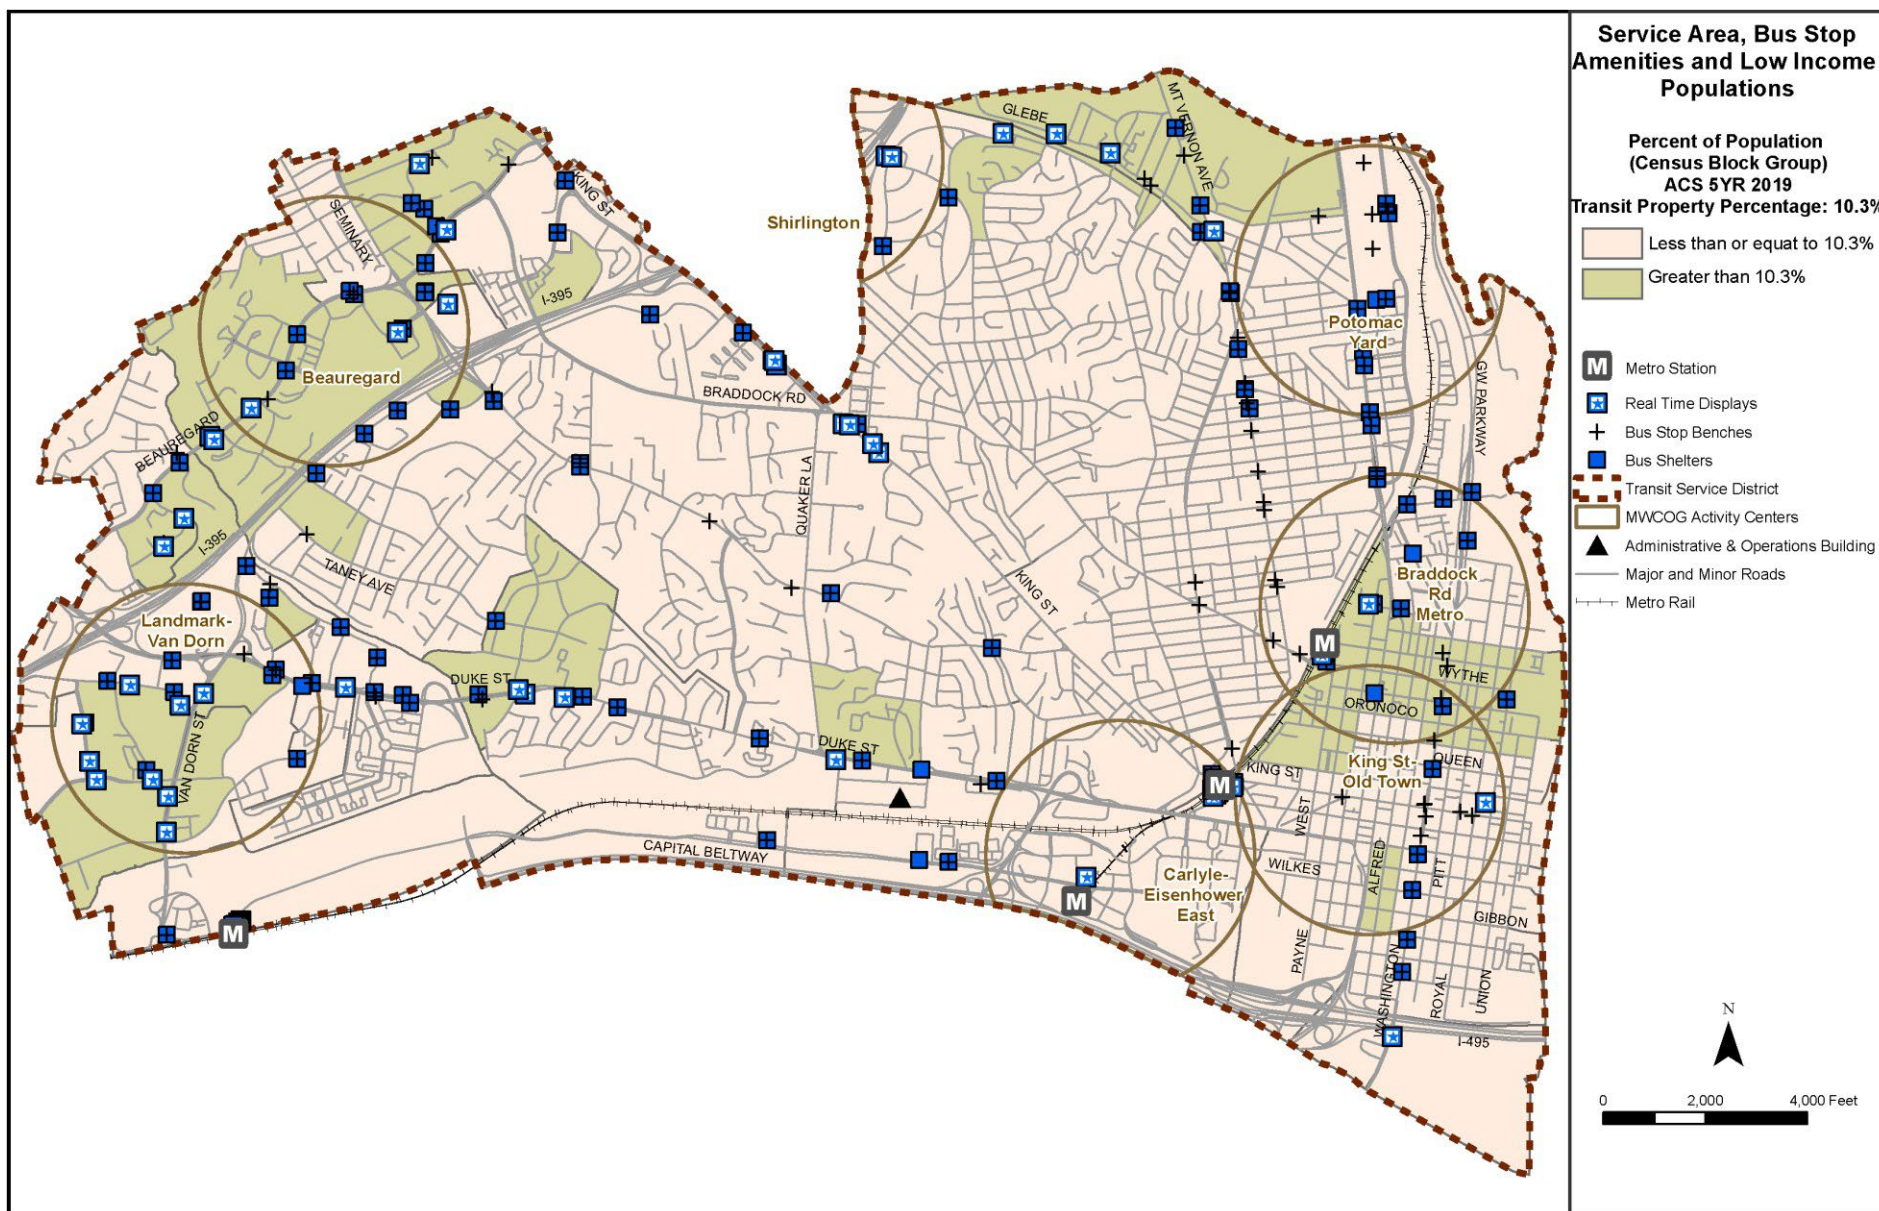 Service Area, Bus Stop
Amenities and Low Income
Populations
Percent of Population
(Census Block Group)
ACS 5YR 2019
Transit Property Percentage: 10.3%
Less than or equal to 10.3%
Greater than 10.3%
M Metro Station
Real Time Displays
Bus Stop Benches
Bus Shelters
Transit Service District
MWCOG Activity Centers
Administrative & Operations Building
Major and Minor Roads
Metro Rail
N
0 2,000 4,000 Feet
GLEBE
MT VERNON AVE
KING ST
SEMINARY
Shirlington
I-395
Potomac
Yard
Beauregard
GW PARKWAY
BRADDOCK RD
BEAUREGARD
QUAKER LA
I-395
TANEY AVE
KING ST
Braddock
Rd
Metro
Landmark-
Van Dorn
M
WYTHE
DUKE ST
ORONOCO
VAN DORN ST
DUKE ST
QUEEN
KING ST
King St-
Old Town
M
WEST
CAPITAL BELTWAY
WILKES
ALFRED
PITT
Carlyle-
Eisenhower
East
M
GIBBON
M
PAYNE
WASHINGTON
ROYAL
UNION
I-495